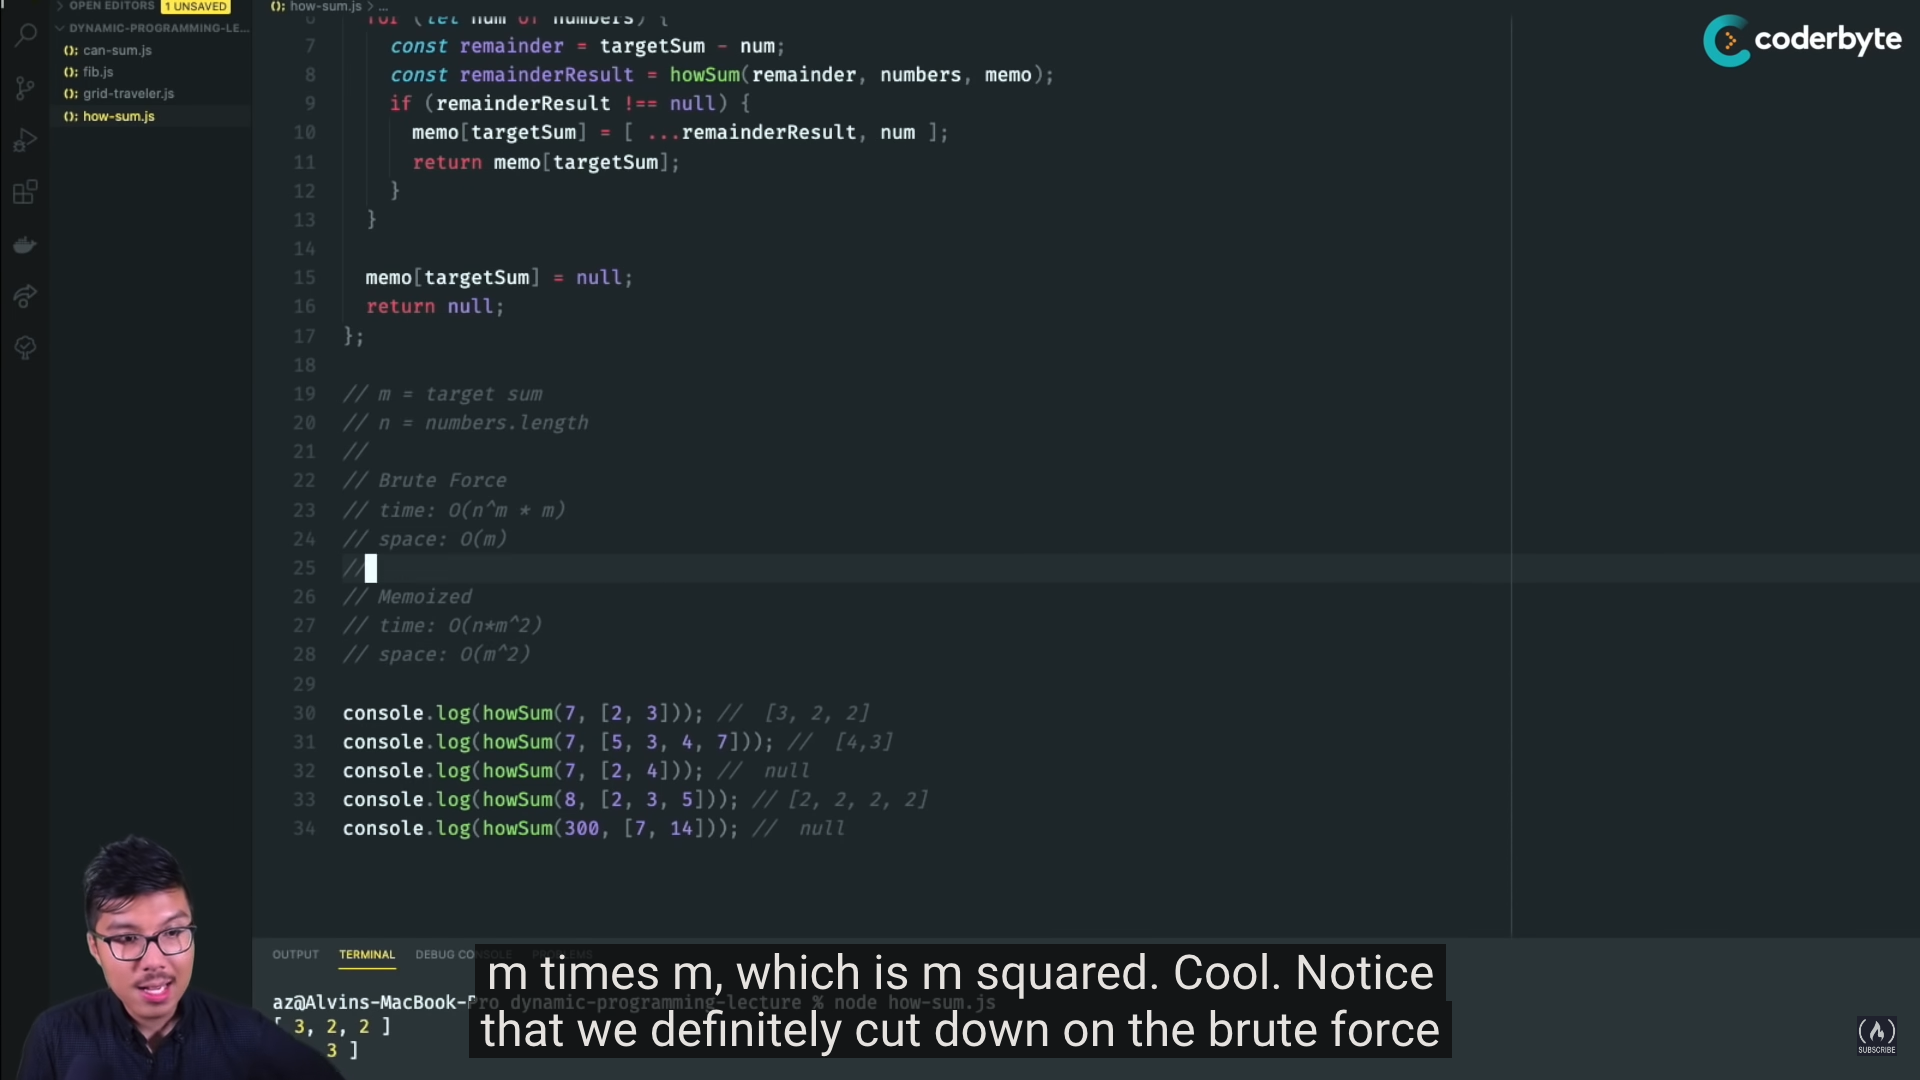 OPEN EDITORS 1 UNSAVED
DYNAMIC-PROGRAMMING-LE...
can-sum.js
fib.js
grid-traveler.js
how-sum.js
how-sum.js > ...
6 for (let num of numbers) {
7 const remainder = targetSum - num;
8 const remainderResult = howSum(remainder, numbers, memo);
9 if (remainderResult !== null) {
10 memo[targetSum] = [ ...remainderResult, num ];
11 return memo[targetSum];
12 }
13 }
14
15 memo[targetSum] = null;
16 return null;
17 };
18
19 // m = target sum
20 // n = numbers.length
21 //
22 // Brute Force
23 // time: O(n^m * m)
24 // space: O(m)
25 //
26 // Memoized
27 // time: O(n*m^2)
28 // space: O(m^2)
29
30 console.log(howSum(7, [2, 3])); // [3, 2, 2]
31 console.log(howSum(7, [5, 3, 4, 7])); // [4,3]
32 console.log(howSum(7, [2, 4])); // null
33 console.log(howSum(8, [2, 3, 5])); // [2, 2, 2, 2]
34 console.log(howSum(300, [7, 14])); // null
coderbyte
OUTPUT TERMINAL DEBUG CONSOLE PROBLEMS
az@Alvins-MacBook-Pro dynamic-programming-lecture % node how-sum.js
[ 3, 2, 2 ]
3 ]
m times m, which is m squared. Cool. Notice
that we definitely cut down on the brute force
SUBSCRIBE